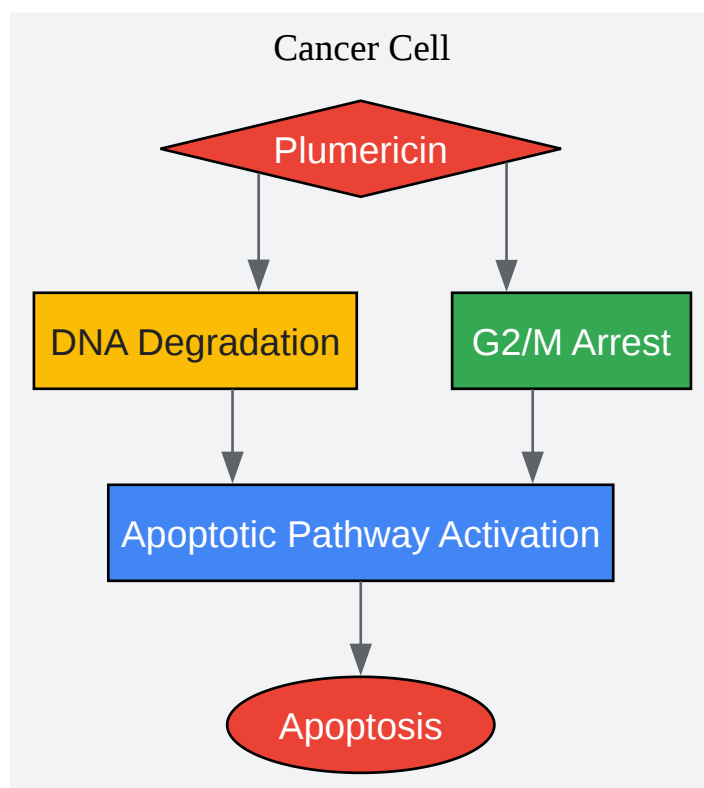 Cancer Cell
Plumericin
DNA Degradation
G2/M Arrest
Apoptotic Pathway Activation
Apoptosis